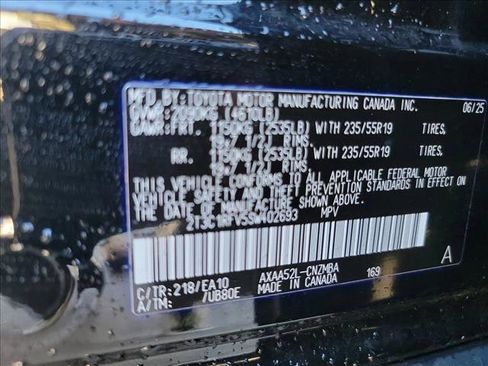 MFD.BY:TOYOTA MOTOR MANUFACTURING CANADA INC. 06/25
GVWR: 2090KG (4610LB)
GAWR:FRT. 1150KG (2535LB) WITH 235/55R19 TIRES,
19x7 1/2J RIMS.
RR. 1150KG (2535LB) WITH 235/55R19 TIRES,
19x7 1/2J RIMS.
THIS VEHICLE CONFORMS TO ALL APPLICABLE FEDERAL MOTOR
VEHICLE SAFETY AND THEFT PREVENTION STANDARDS IN EFFECT ON
THE DATE OF MANUFACTURE SHOWN ABOVE.
MPV
C/TR:218/EA10 AXAA52L-CNZMBA 169 A
A/TM: /UB80E MADE IN CANADA